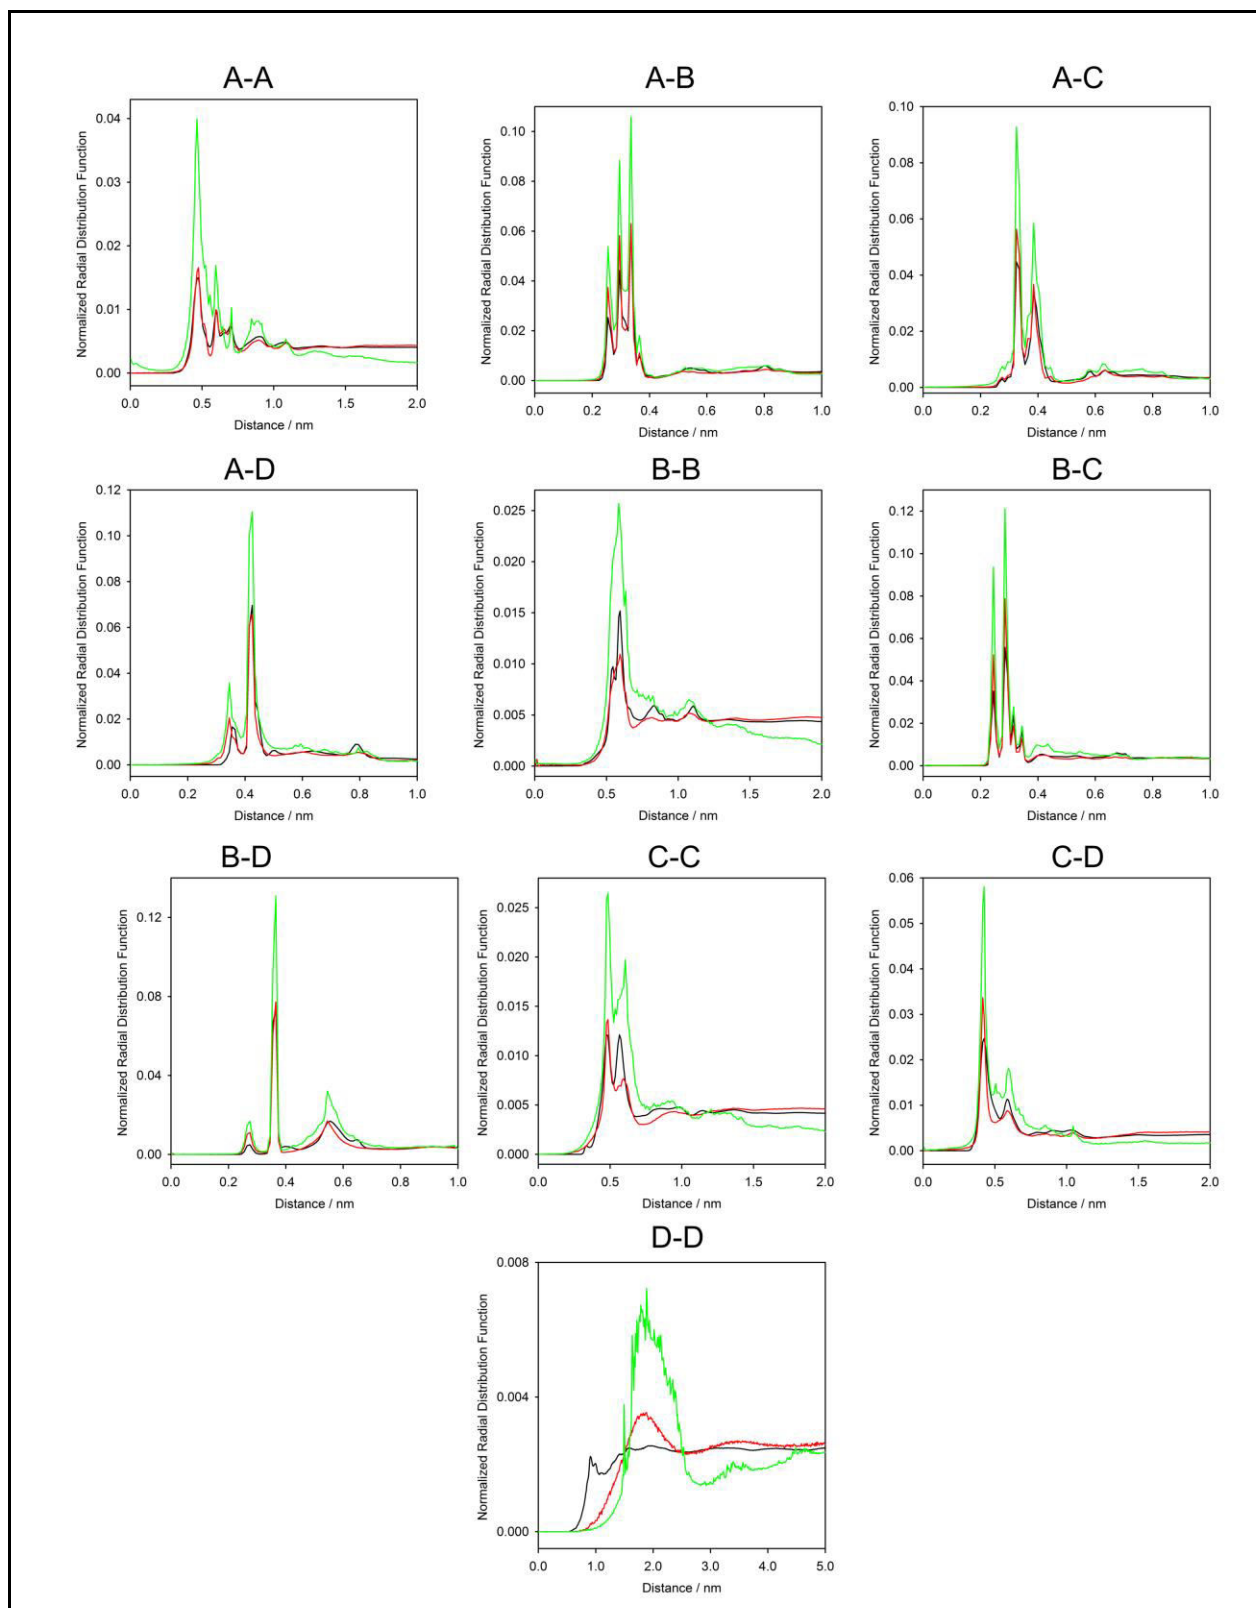 A-A
A-B
A-C
Normalized Radial Distribution Function
0.04
0.03
0.02
0.01
0.00
0.0 0.5 1.0 1.5 2.0
Distance / nm
Normalized Radial Distribution Function
0.10
0.08
0.06
0.04
0.02
0.00
0.0 0.2 0.4 0.6 0.8 1.0
Distance / nm
Normalized Radial Distribution Function
0.10
0.08
0.06
0.04
0.02
0.00
0.0 0.2 0.4 0.6 0.8 1.0
Distance / nm
A-D
B-B
B-C
Normalized Radial Distribution Function
0.12
0.10
0.08
0.06
0.04
0.02
0.00
0.0 0.2 0.4 0.6 0.8 1.0
Distance / nm
Normalized Radial Distribution Function
0.025
0.020
0.015
0.010
0.005
0.000
0.0 0.5 1.0 1.5 2.0
Distance / nm
Normalized Radial Distribution Function
0.12
0.10
0.08
0.06
0.04
0.02
0.00
0.0 0.2 0.4 0.6 0.8 1.0
Distance / nm
B-D
C-C
C-D
Normalized Radial Distribution Function
0.12
0.08
0.04
0.00
0.0 0.2 0.4 0.6 0.8 1.0
Distance / nm
Normalized Radial Distribution Function
0.025
0.020
0.015
0.010
0.005
0.000
0.0 0.5 1.0 1.5 2.0
Distance / nm
Normalized Radial Distribution Function
0.06
0.05
0.04
0.03
0.02
0.01
0.00
0.0 0.5 1.0 1.5 2.0
Distance / nm
D-D
Normalized Radial Distribution Function
0.008
0.004
0.000
0.0 1.0 2.0 3.0 4.0 5.0
Distance / nm